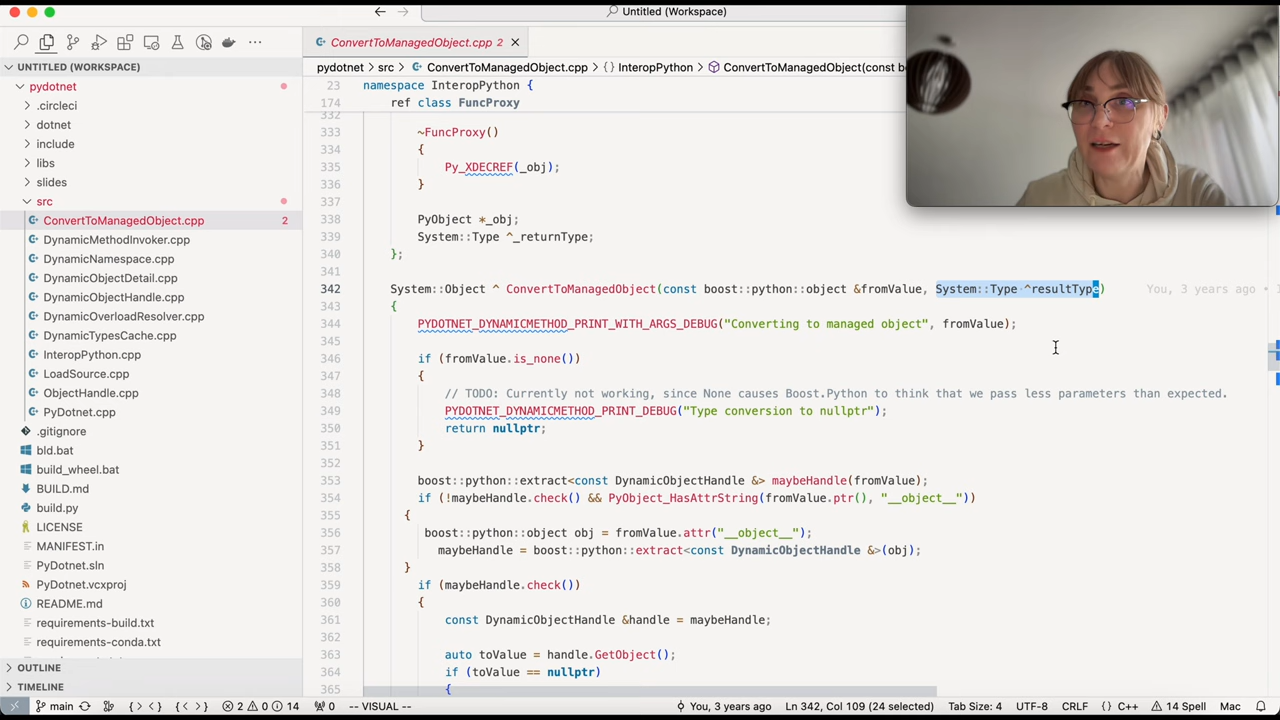 Untitled (Workspace)
UNTITLED (WORKSPACE)
pydotnet
.circleci
dotnet
include
libs
slides
src
ConvertToManagedObject.cpp 2
DynamicMethodInvoker.cpp
DynamicNamespace.cpp
DynamicObjectDetail.cpp
DynamicObjectHandle.cpp
DynamicOverloadResolver.cpp
DynamicTypesCache.cpp
InteropPython.cpp
LoadSource.cpp
ObjectHandle.cpp
PyDotnet.cpp
.gitignore
bld.bat
build_wheel.bat
BUILD.md
build.py
LICENSE
MANIFEST.in
PyDotnet.sln
PyDotnet.vcxproj
README.md
requirements-build.txt
requirements-conda.txt
OUTLINE
TIMELINE
ConvertToManagedObject.cpp 2
pydotnet > src > ConvertToManagedObject.cpp > {} InteropPython > ConvertToManagedObject(const bo
23 namespace InteropPython {
174 ref class FuncProxy
332
333 ~FuncProxy()
334 {
335 Py_XDECREF(_obj);
336 }
337
338 PyObject *_obj;
339 System::Type ^_returnType;
340 };
341
342 System::Object ^ ConvertToManagedObject(const boost::python::object &fromValue, System::Type ^resultType) You, 3 years ago •
343 {
344 PYDOTNET_DYNAMICMETHOD_PRINT_WITH_ARGS_DEBUG("Converting to managed object", fromValue);
345
346 if (fromValue.is_none())
347 {
348 // TODO: Currently not working, since None causes Boost.Python to think that we pass less parameters than expected.
349 PYDOTNET_DYNAMICMETHOD_PRINT_DEBUG("Type conversion to nullptr");
350 return nullptr;
351 }
352
353 boost::python::extract<const DynamicObjectHandle &> maybeHandle(fromValue);
354 if (!maybeHandle.check() && PyObject_HasAttrString(fromValue.ptr(), "__object__"))
355 {
356 boost::python::object obj = fromValue.attr("__object__");
357 maybeHandle = boost::python::extract<const DynamicObjectHandle &>(obj);
358 }
359 if (maybeHandle.check())
360 {
361 const DynamicObjectHandle &handle = maybeHandle;
362
363 auto toValue = handle.GetObject();
364 if (toValue == nullptr)
365 {
main 2 0 14 0 -- VISUAL -- You, 3 years ago Ln 342, Col 109 (24 selected) Tab Size: 4 UTF-8 CRLF {} C++ 14 Spell Mac